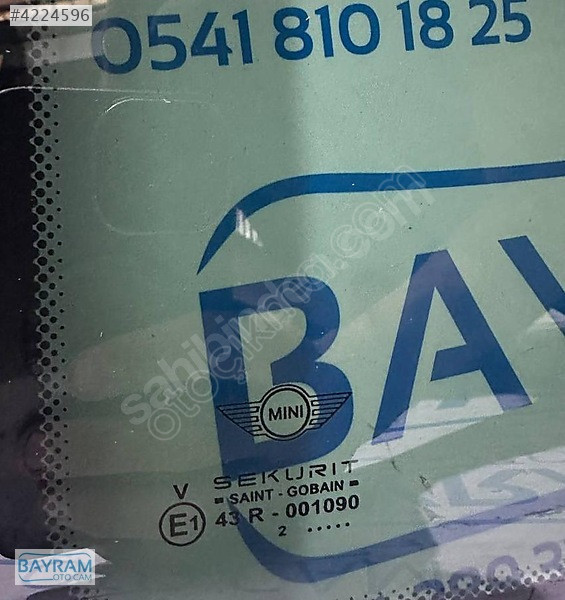 #4224596
0541 810 18 25
sahibinden.com
BAY
MINI
SEKURIT
= SAINT - GOBAIN =
V
E1
43 R - 001090
2 .....
BAYRAM
OTO CAM